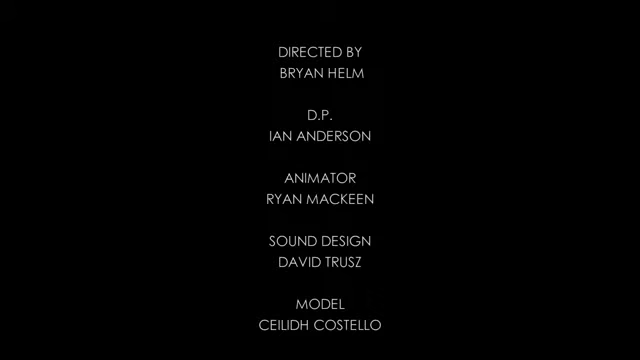 DIRECTED BY
BRYAN HELM
D.P.
IAN ANDERSON
ANIMATOR
RYAN MACKEEN
SOUND DESIGN
DAVID TRUSZ
MODEL
CEILIDH COSTELLO